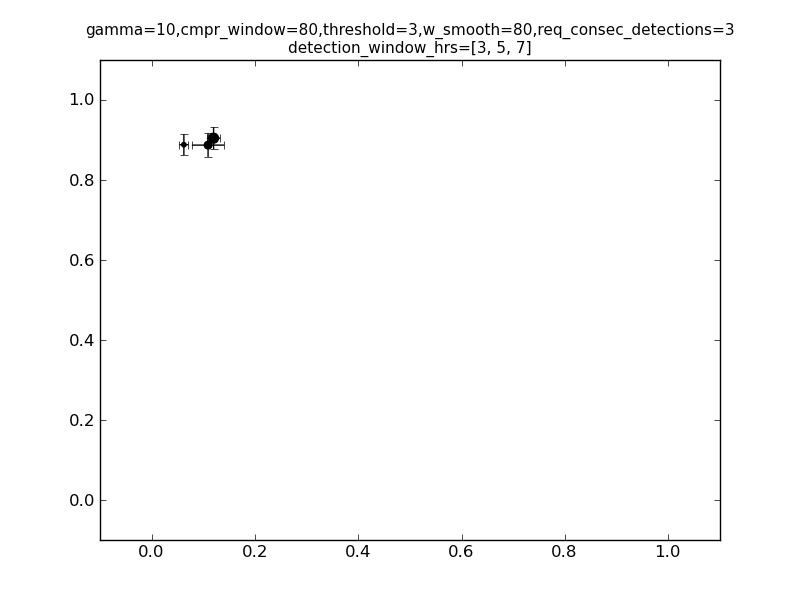 gamma=10,cmpr_window=80,threshold=3,w_smooth=80,req_consec_detections=3
detection_window_hrs=[3, 5, 7]
1.0
0.8
0.6
0.4
0.2
0.0
0.0 0.2 0.4 0.6 0.8 1.0